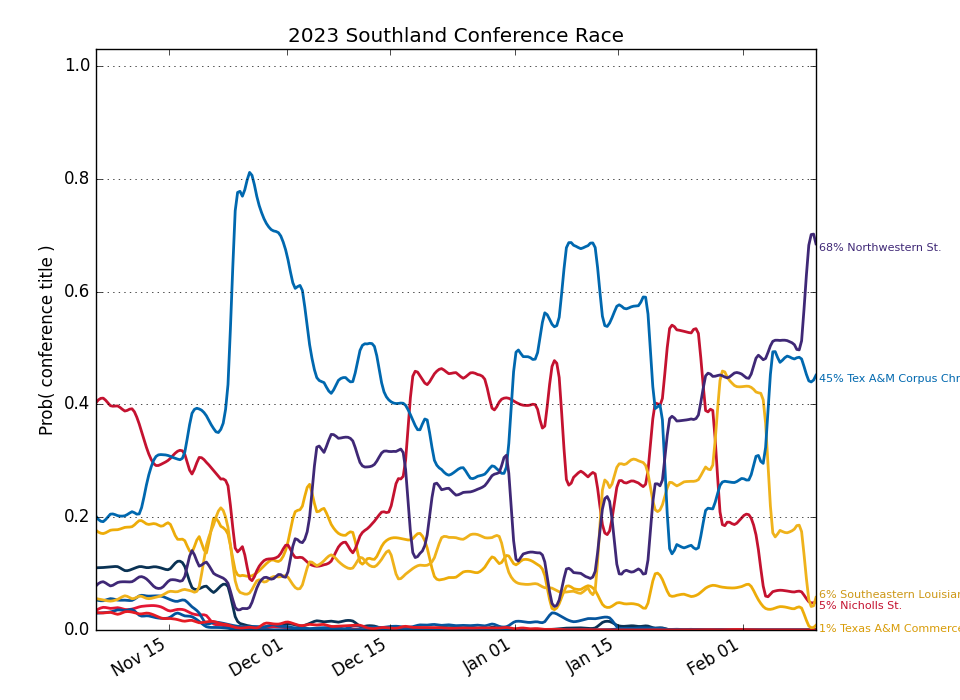 2023 Southland Conference Race
Prob( conference title )
1.0
0.8
0.6
0.4
0.2
0.0
Nov 15
Dec 01
Dec 15
Jan 01
Jan 15
Feb 01
68% Northwestern St.
45% Tex A&M Corpus Chr
6% Southeastern Louisian
5% Nicholls St.
1% Texas A&M Commerce